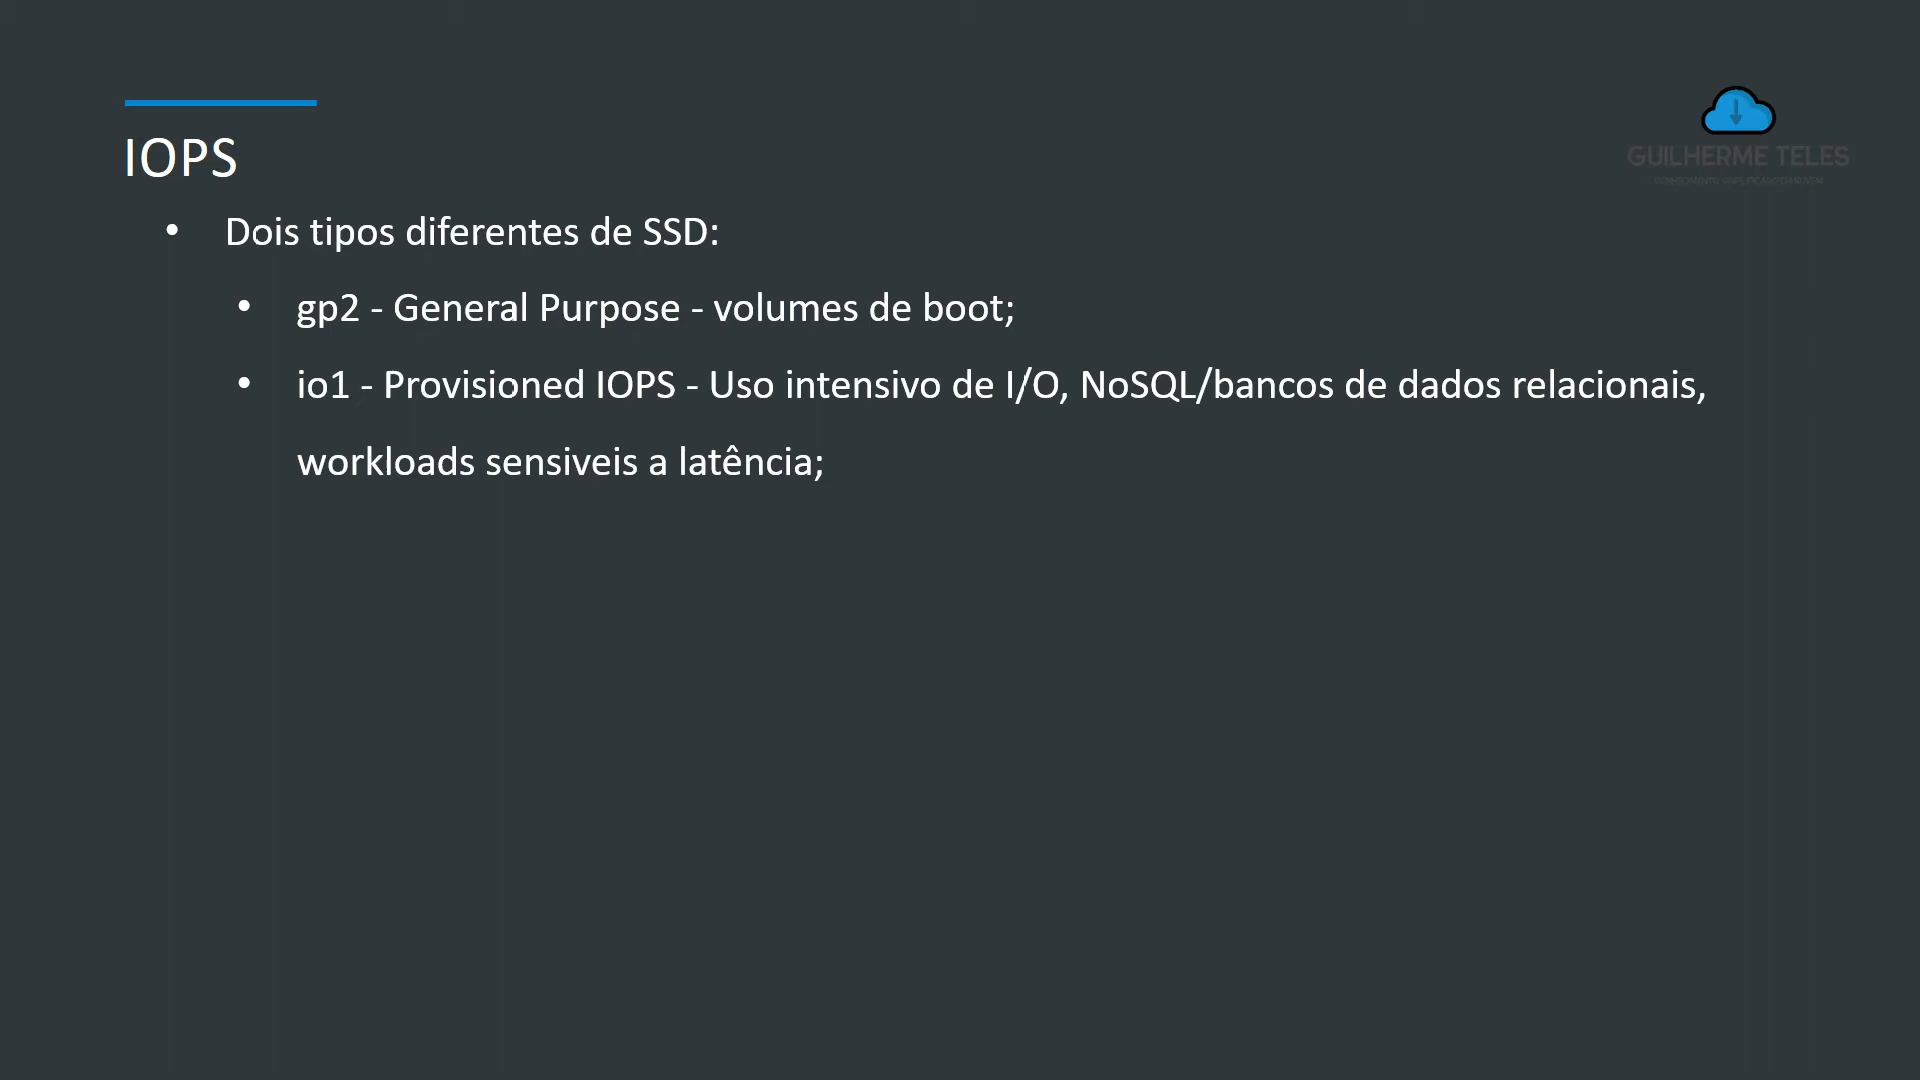 IOPS
GUILHERME TELES
• Dois tipos diferentes de SSD:
• gp2 - General Purpose - volumes de boot;
• io1 - Provisioned IOPS - Uso intensivo de I/O, NoSQL/bancos de dados relacionais,
workloads sensiveis a latência;